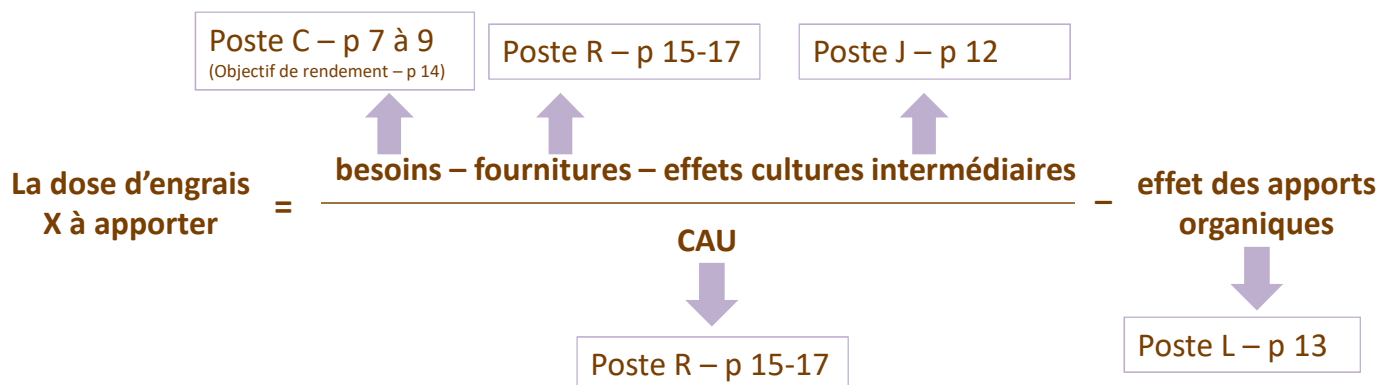 Poste C – p 7 à 9
(Objectif de rendement – p 14)
Poste R – p 15-17
Poste J – p 12
La dose d’engrais
X à apporter
=
besoins – fournitures – effets cultures intermédiaires
CAU
–
effet des apports
organiques
Poste R – p 15-17
Poste L – p 13